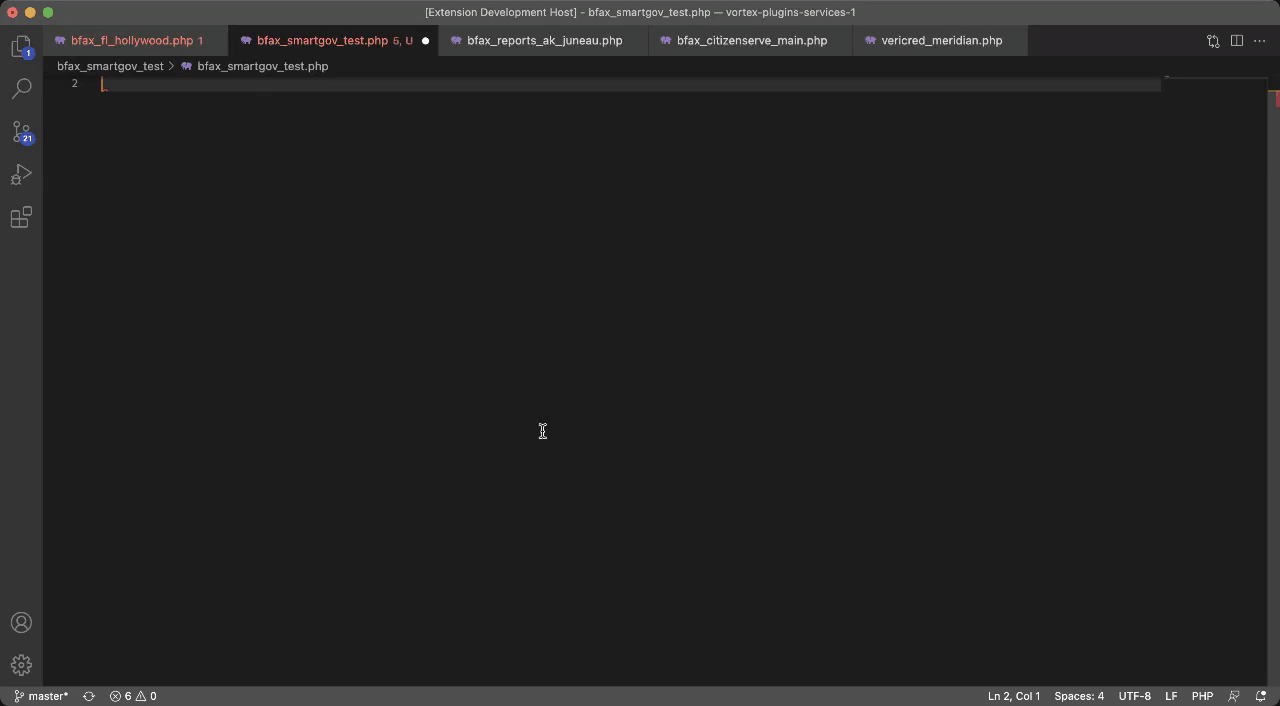 [Extension Development Host] - bfax_smartgov_test.php — vortex-plugins-services-1
bfax_fl_hollywood.php 1
bfax_smartgov_test.php 5, U
bfax_reports_ak_juneau.php
bfax_citizenserve_main.php
vericred_meridian.php
bfax_smartgov_test > bfax_smartgov_test.php
2
1
21
master*
6 0
Ln 2, Col 1
Spaces: 4
UTF-8
LF
PHP